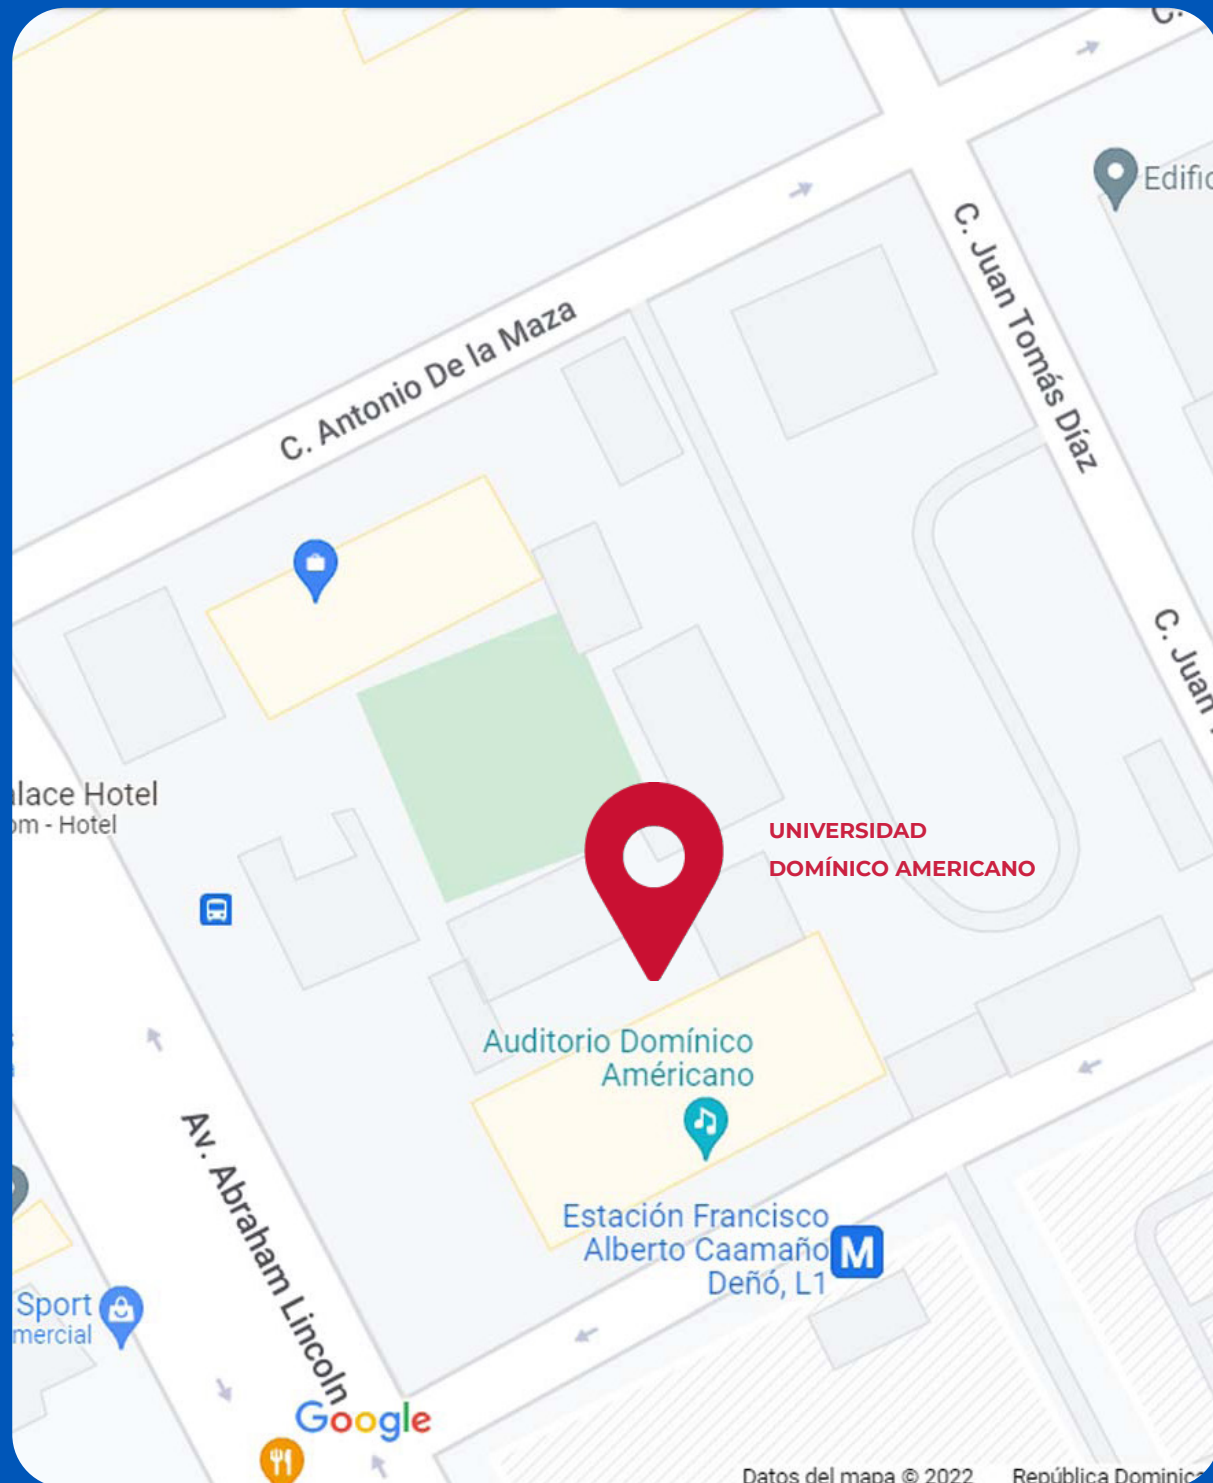 C.
Edific
C. Antonio De la Maza
C. Juan Tomás Díaz
C. Juan
lace Hotel
om - Hotel
UNIVERSIDAD
DOMÍNICO AMERICANO
Auditorio Domínico
Américano
Av. Abraham Lincoln
Estación Francisco
Alberto Caamaño
Deñó, L1
M
Sport
mercial
Google
Datos del mapa © 2022 República Dominica